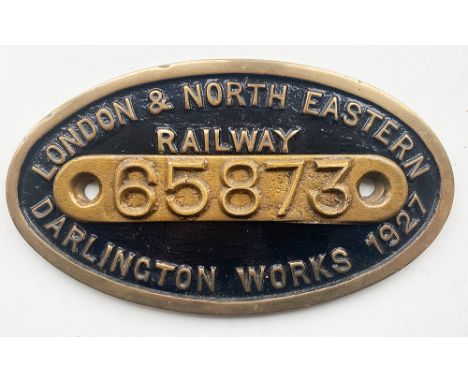 LONDON & NORTH EASTERN
RAILWAY
65873
DARLINGTON WORKS 1927